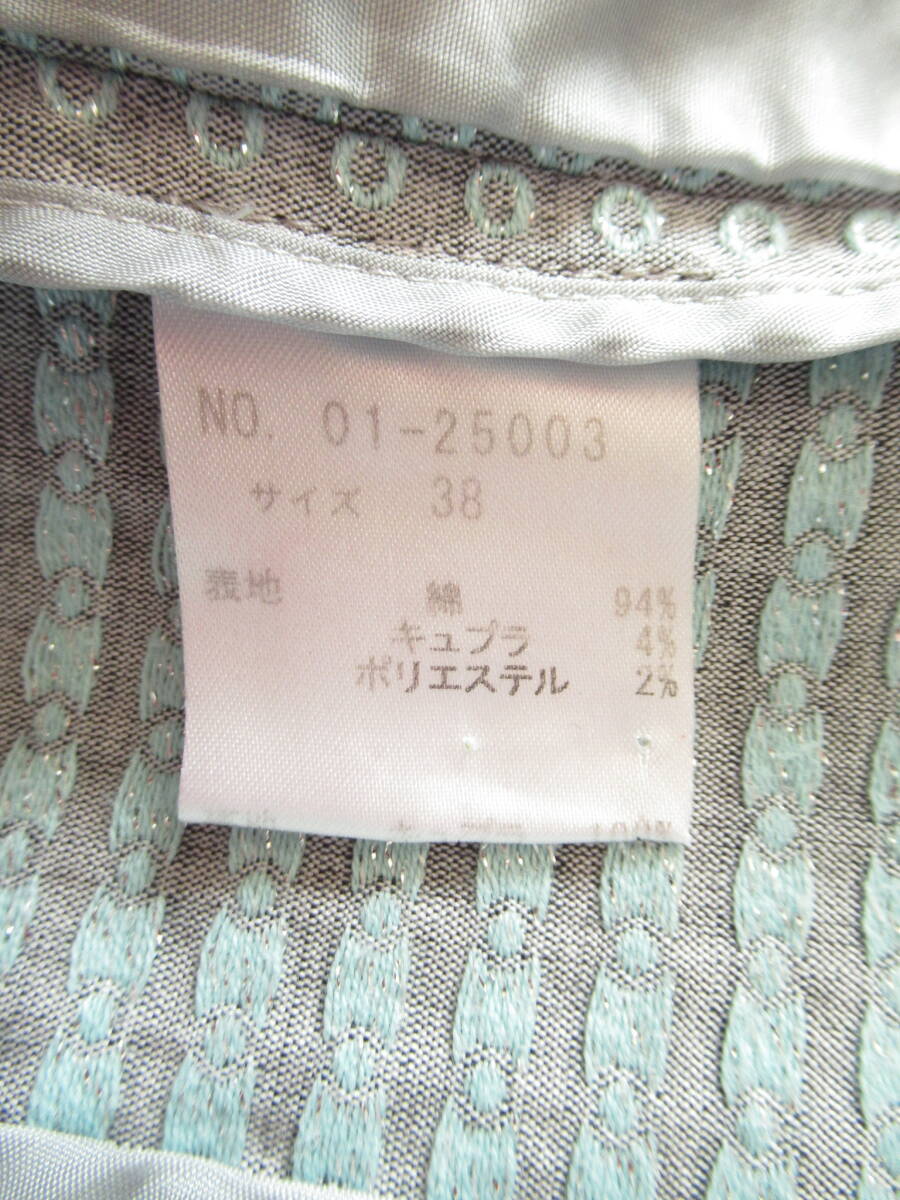 NO. 01-25003
サイズ 38
表地 綿 94%
キュプラ 4%
ポリエステル 2%
100%